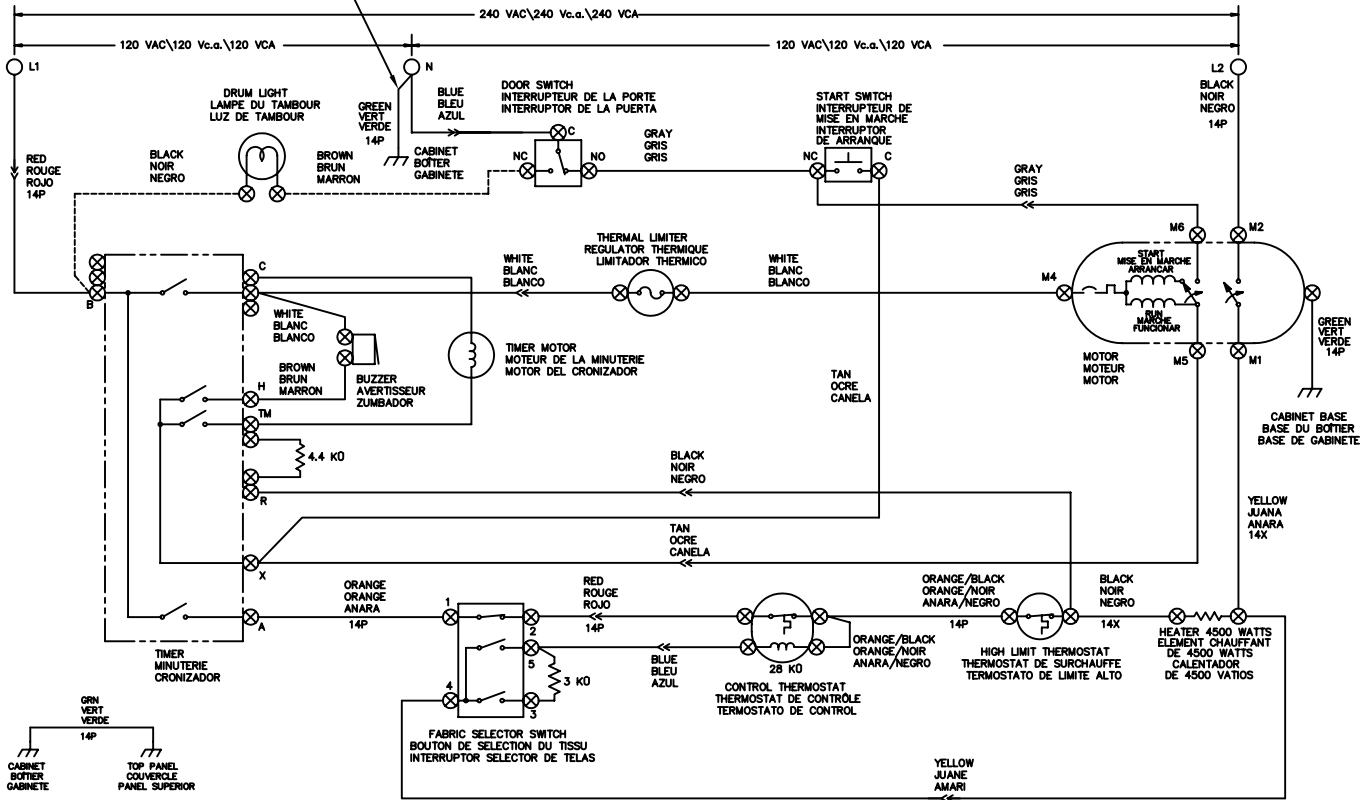 240 VAC\240 Vc.a.\240 VCA
120 VAC\120 Vc.a.\120 VCA
120 VAC\120 Vc.a.\120 VCA
L1
N
L2
BLACK
NOIR
NEGRO
14P
DRUM LIGHT
LAMPE DU TAMBOUR
LUZ DE TAMBOUR
GREEN
VERT
VERDE
14P
BLUE
BLEU
AZUL
DOOR SWITCH
INTERRUPTEUR DE LA PORTE
INTERRUPTOR DE LA PUERTA
START SWITCH
INTERRUPTEUR DE
MISE EN MARCHE
INTERRUPTOR
DE ARRANQUE
RED
ROUGE
ROJO
14P
BLACK
NOIR
NEGRO
BROWN
BRUN
MARRON
CABINET
BOÎTIER
GABINETE
C
NC
NO
GRAY
GRIS
GRIS
NC
C
GRAY
GRIS
GRIS
M6
M2
THERMAL LIMITER
REGULATOR THERMIQUE
LIMITADOR THERMICO
WHITE
BLANC
BLANCO
WHITE
BLANC
BLANCO
START
MISE EN MARCHE
ARRANCAR
M4
RUN
MARCHE
FUNCIONAR
C
B
WHITE
BLANC
BLANCO
GREEN
VERT
VERDE
14P
TIMER MOTOR
MOTEUR DE LA MINUTERIE
MOTOR DEL CRONIZADOR
MOTOR
MOTEUR
MOTOR
M5
M1
BROWN
BRUN
MARRON
BUZZER
AVERTISSEUR
ZUMBADOR
TAN
OCRE
CANELA
H
TM
CABINET BASE
BASE DU BOÎTIER
BASE DE GABINETE
4.4 KΩ
BLACK
NOIR
NEGRO
R
YELLOW
JUANA
ANARA
14X
TAN
OCRE
CANELA
X
ORANGE
ORANGE
ANARA
14P
RED
ROUGE
ROJO
14P
ORANGE/BLACK
ORANGE/NOIR
ANARA/NEGRO
14P
BLACK
NOIR
NEGRO
14X
A
1
2
5
4
3
3 KΩ
BLUE
BLEU
AZUL
28 KΩ
ORANGE/BLACK
ORANGE/NOIR
ANARA/NEGRO
HIGH LIMIT THERMOSTAT
THERMOSTAT DE SURCHAUFFE
TERMOSTATO DE LIMITE ALTO
HEATER 4500 WATTS
ELEMENT CHAUFFANT
DE 4500 WATTS
CALENTADOR
DE 4500 VATIOS
TIMER
MINUTERIE
CRONIZADOR
CONTROL THERMOSTAT
THERMOSTAT DE CONTRÔLE
TERMOSTATO DE CONTROL
GRN
VERT
VERDE
14P
FABRIC SELECTOR SWITCH
BOUTON DE SELECTION DU TISSU
INTERRUPTOR SELECTOR DE TELAS
CABINET
BOÎTIER
GABINETE
TOP PANEL
COUVERCLE
PANEL SUPERIOR
YELLOW
JUANE
AMARI